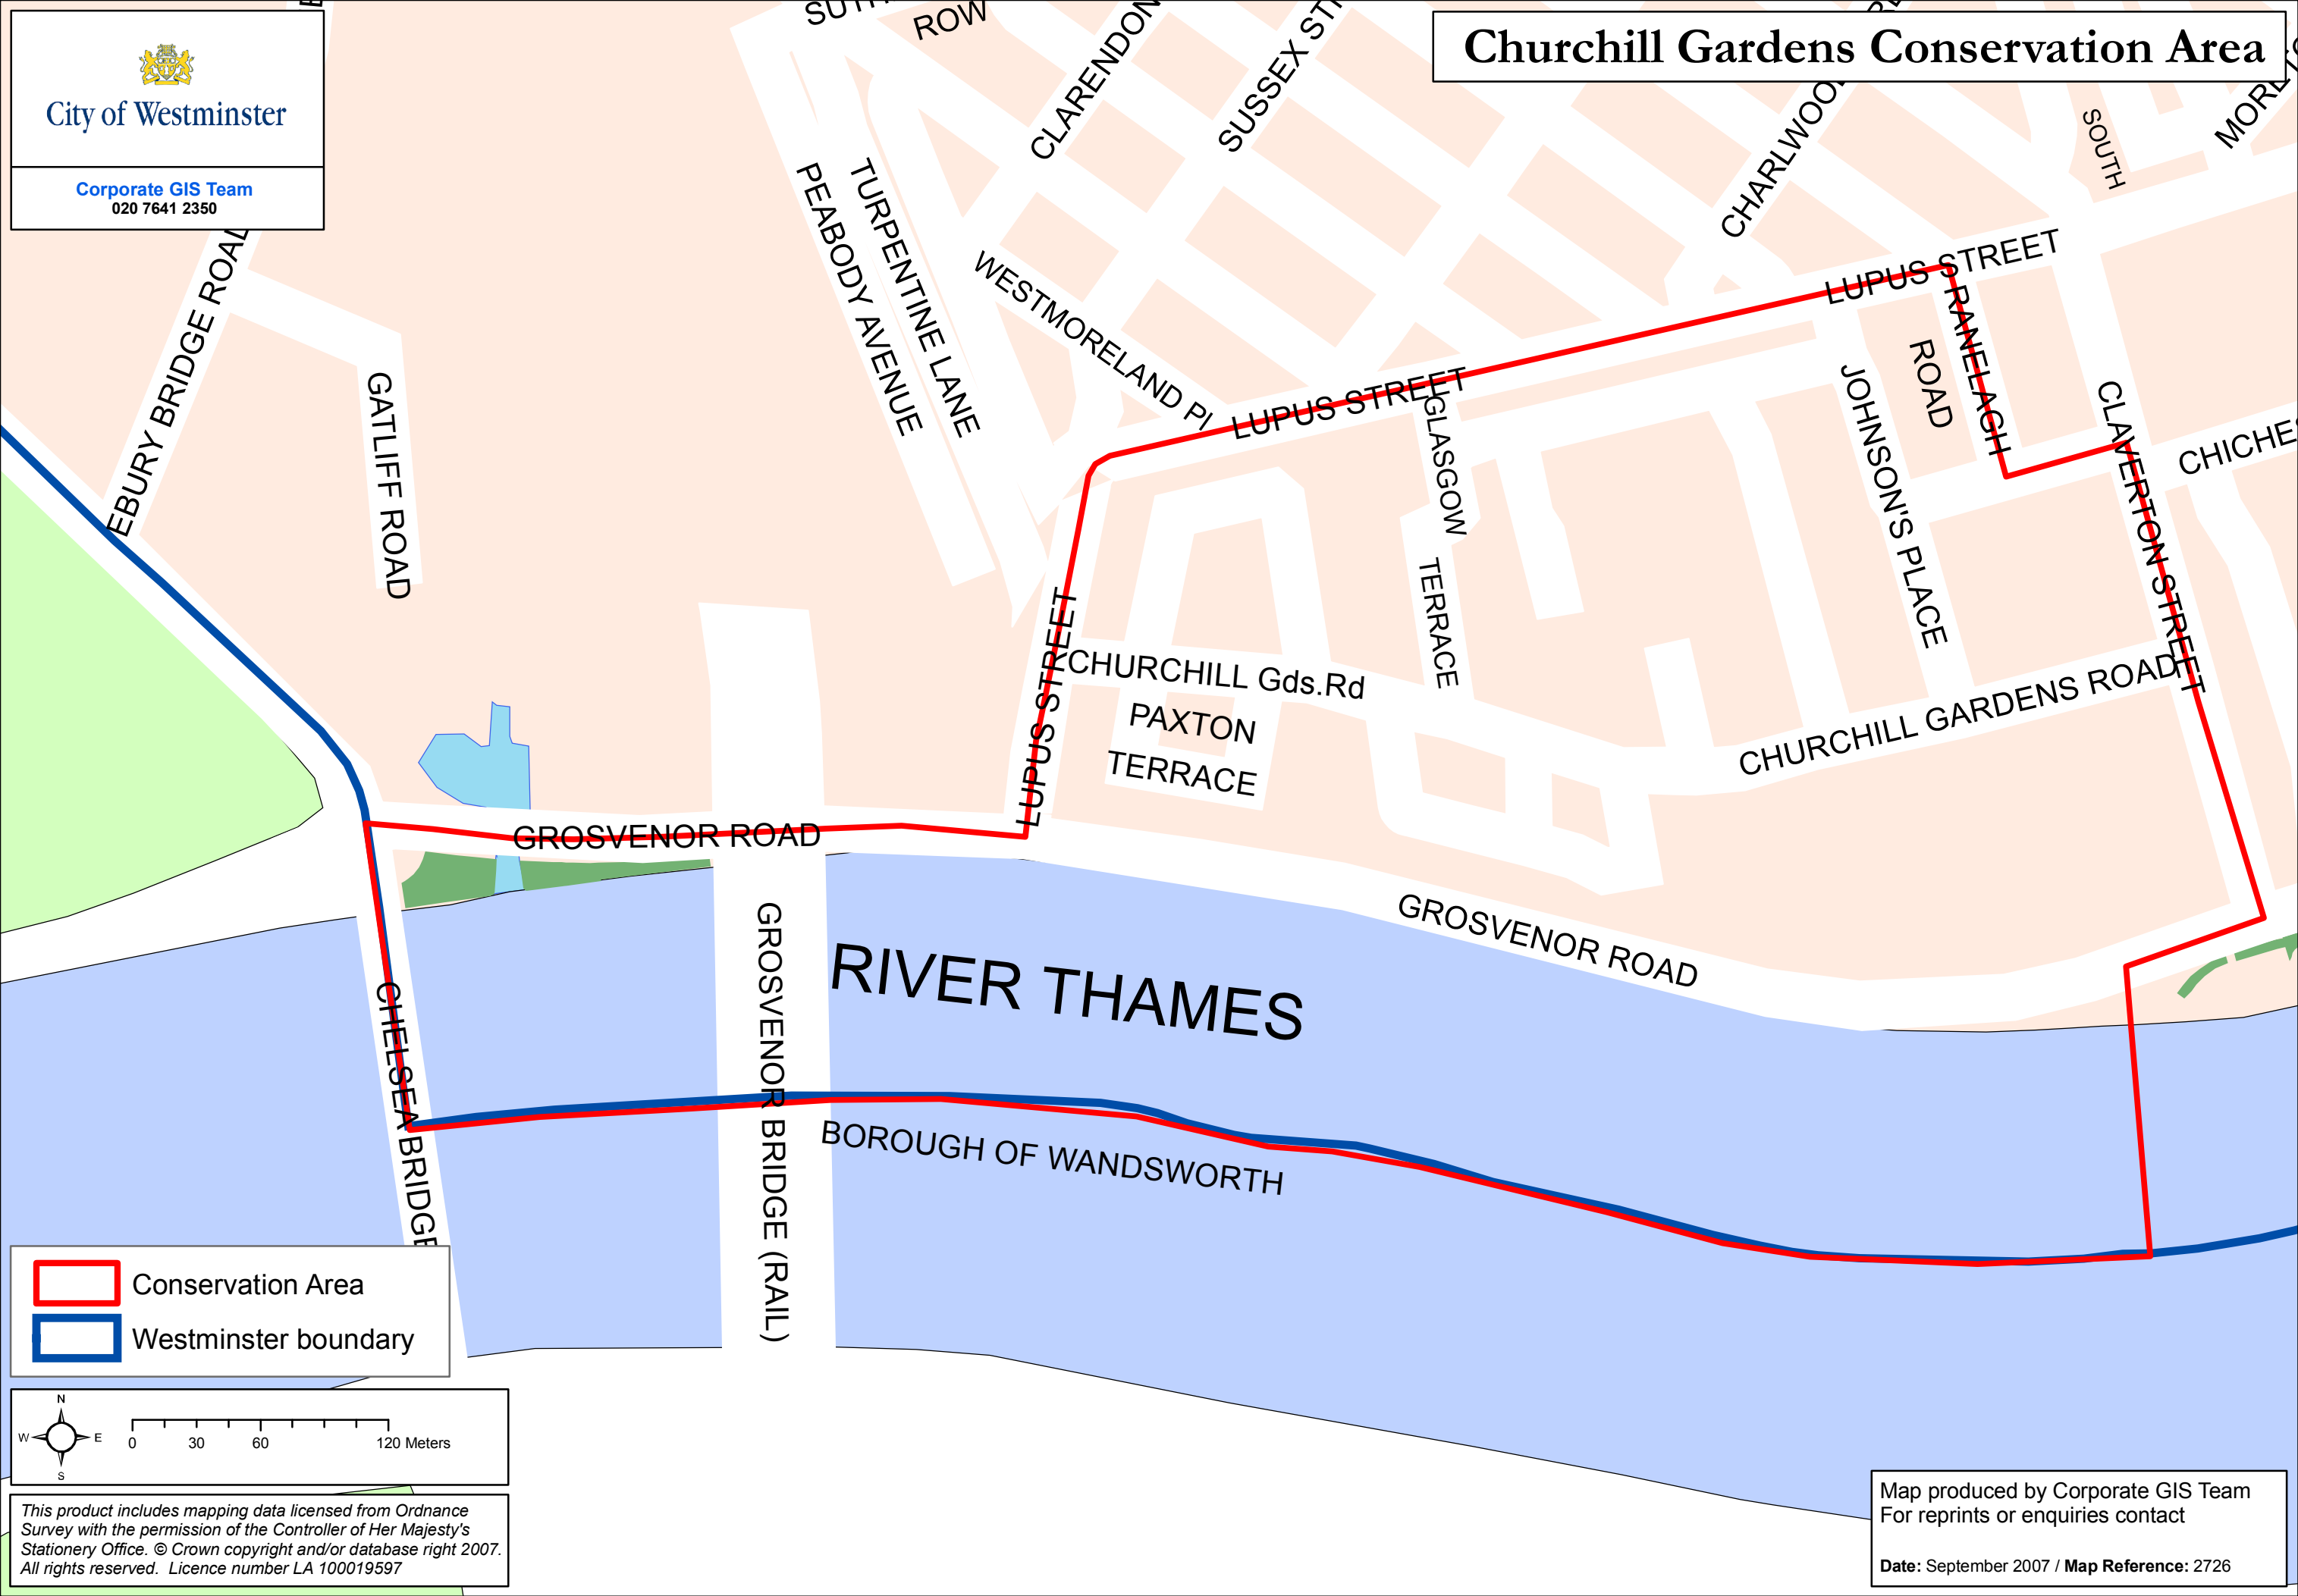 Churchill Gardens Conservation Area
City of Westminster
Corporate GIS Team
020 7641 2350
ROW
CLARENDON
SUSSEX
SOUTH
EBURY BRIDGE ROAD
GATLIFF ROAD
PEABODY AVENUE
TURPENTINE LANE
WESTMORELAND Pl
LUPUS STREET
LUPUS STREET
RANELAGH
ROAD
GLASGOW
TERRACE
JOHNSON'S PLACE
CLAVERTON STREET
LUPUS STREET
CHURCHILL Gds.Rd
PAXTON
TERRACE
CHURCHILL GARDENS ROAD
GROSVENOR ROAD
GROSVENOR ROAD
RIVER THAMES
CHELSEA BRIDGE
GROSVENOR BRIDGE (RAIL)
BOROUGH OF WANDSWORTH
Conservation Area
Westminster boundary
N
W E
S
0 30 60 120 Meters
This product includes mapping data licensed from Ordnance
Survey with the permission of the Controller of Her Majesty's
Stationery Office. © Crown copyright and/or database right 2007.
All rights reserved. Licence number LA 100019597
Map produced by Corporate GIS Team
For reprints or enquiries contact
Date: September 2007 / Map Reference: 2726